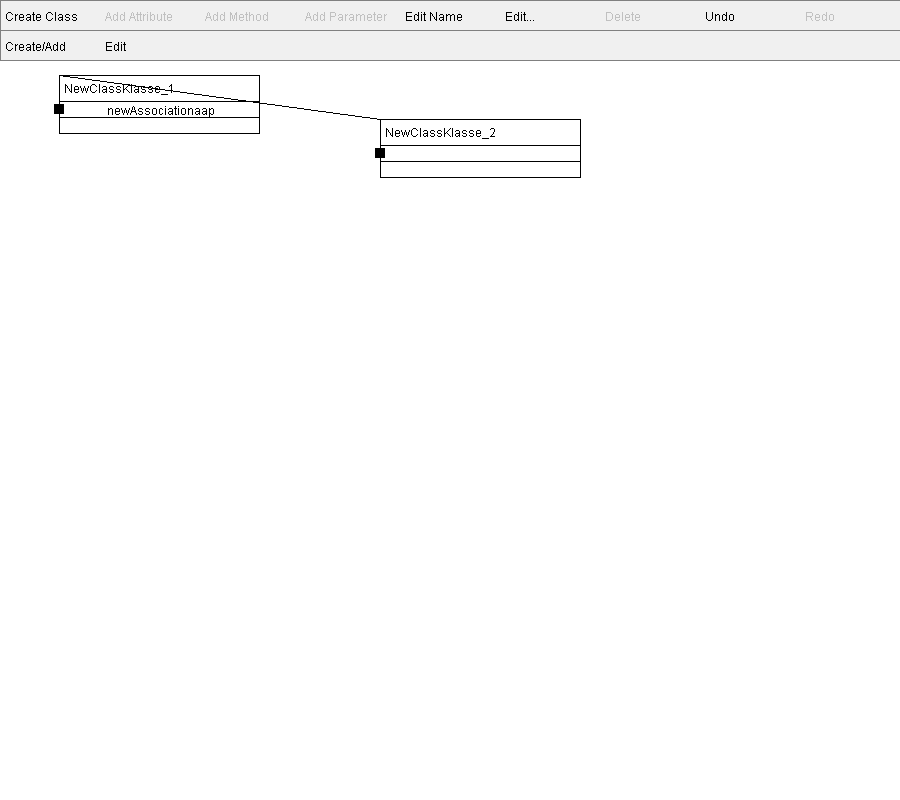 Create Class Add Attribute Add Method Add Parameter Edit Name Edit... Delete Undo Redo
Create/Add Edit
NewClassKlasse_1
newAssociationaap
NewClassKlasse_2